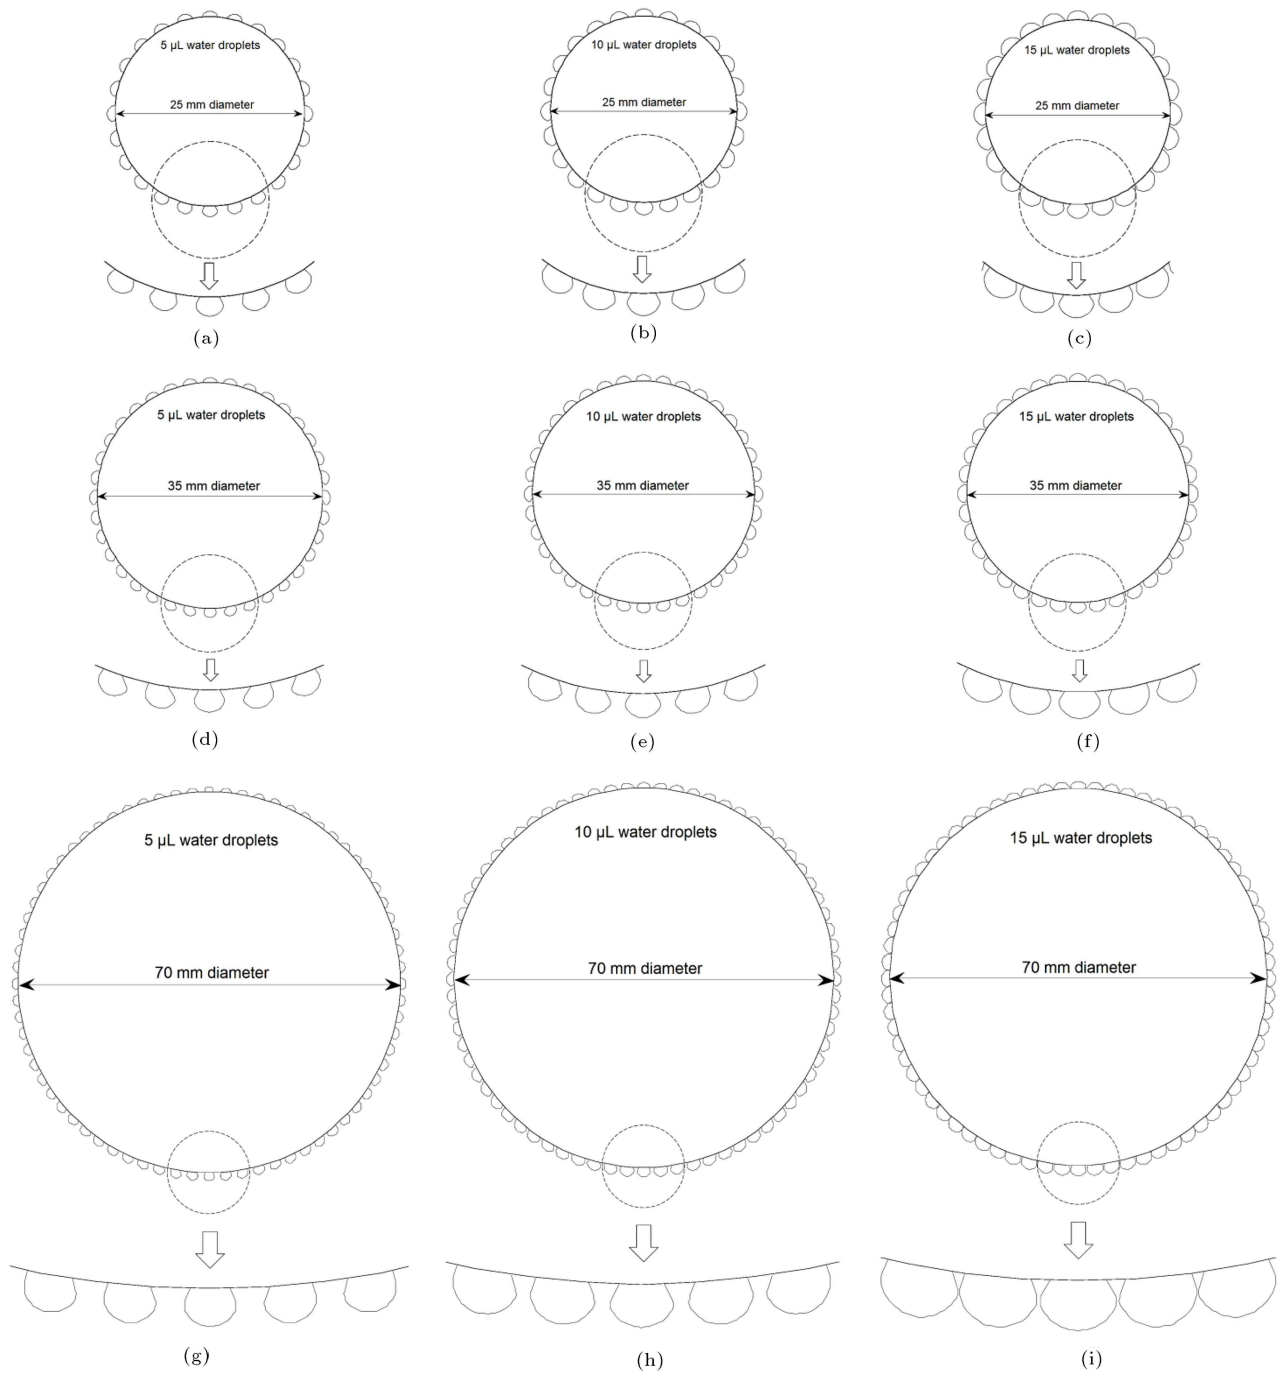 5 µL water droplets
10 µL water droplets
15 µL water droplets
25 mm diameter
25 mm diameter
25 mm diameter
(a)
(b)
(c)
5 µL water droplets
10 µL water droplets
15 µL water droplets
35 mm diameter
35 mm diameter
35 mm diameter
(d)
(e)
(f)
5 µL water droplets
10 µL water droplets
15 µL water droplets
70 mm diameter
70 mm diameter
70 mm diameter
(g)
(h)
(i)